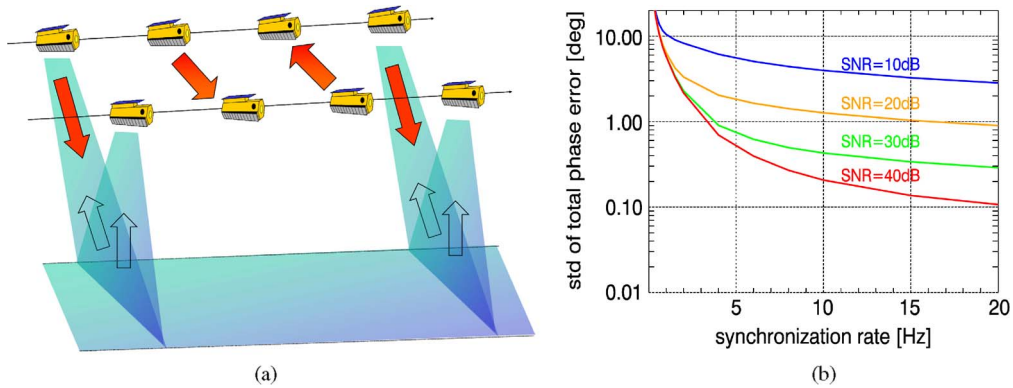 std of total phase error [deg]
10.00
1.00
0.10
0.01
SNR=10dB
SNR=20dB
SNR=30dB
SNR=40dB
5
10
15
20
synchronization rate [Hz]
(a)
(b)